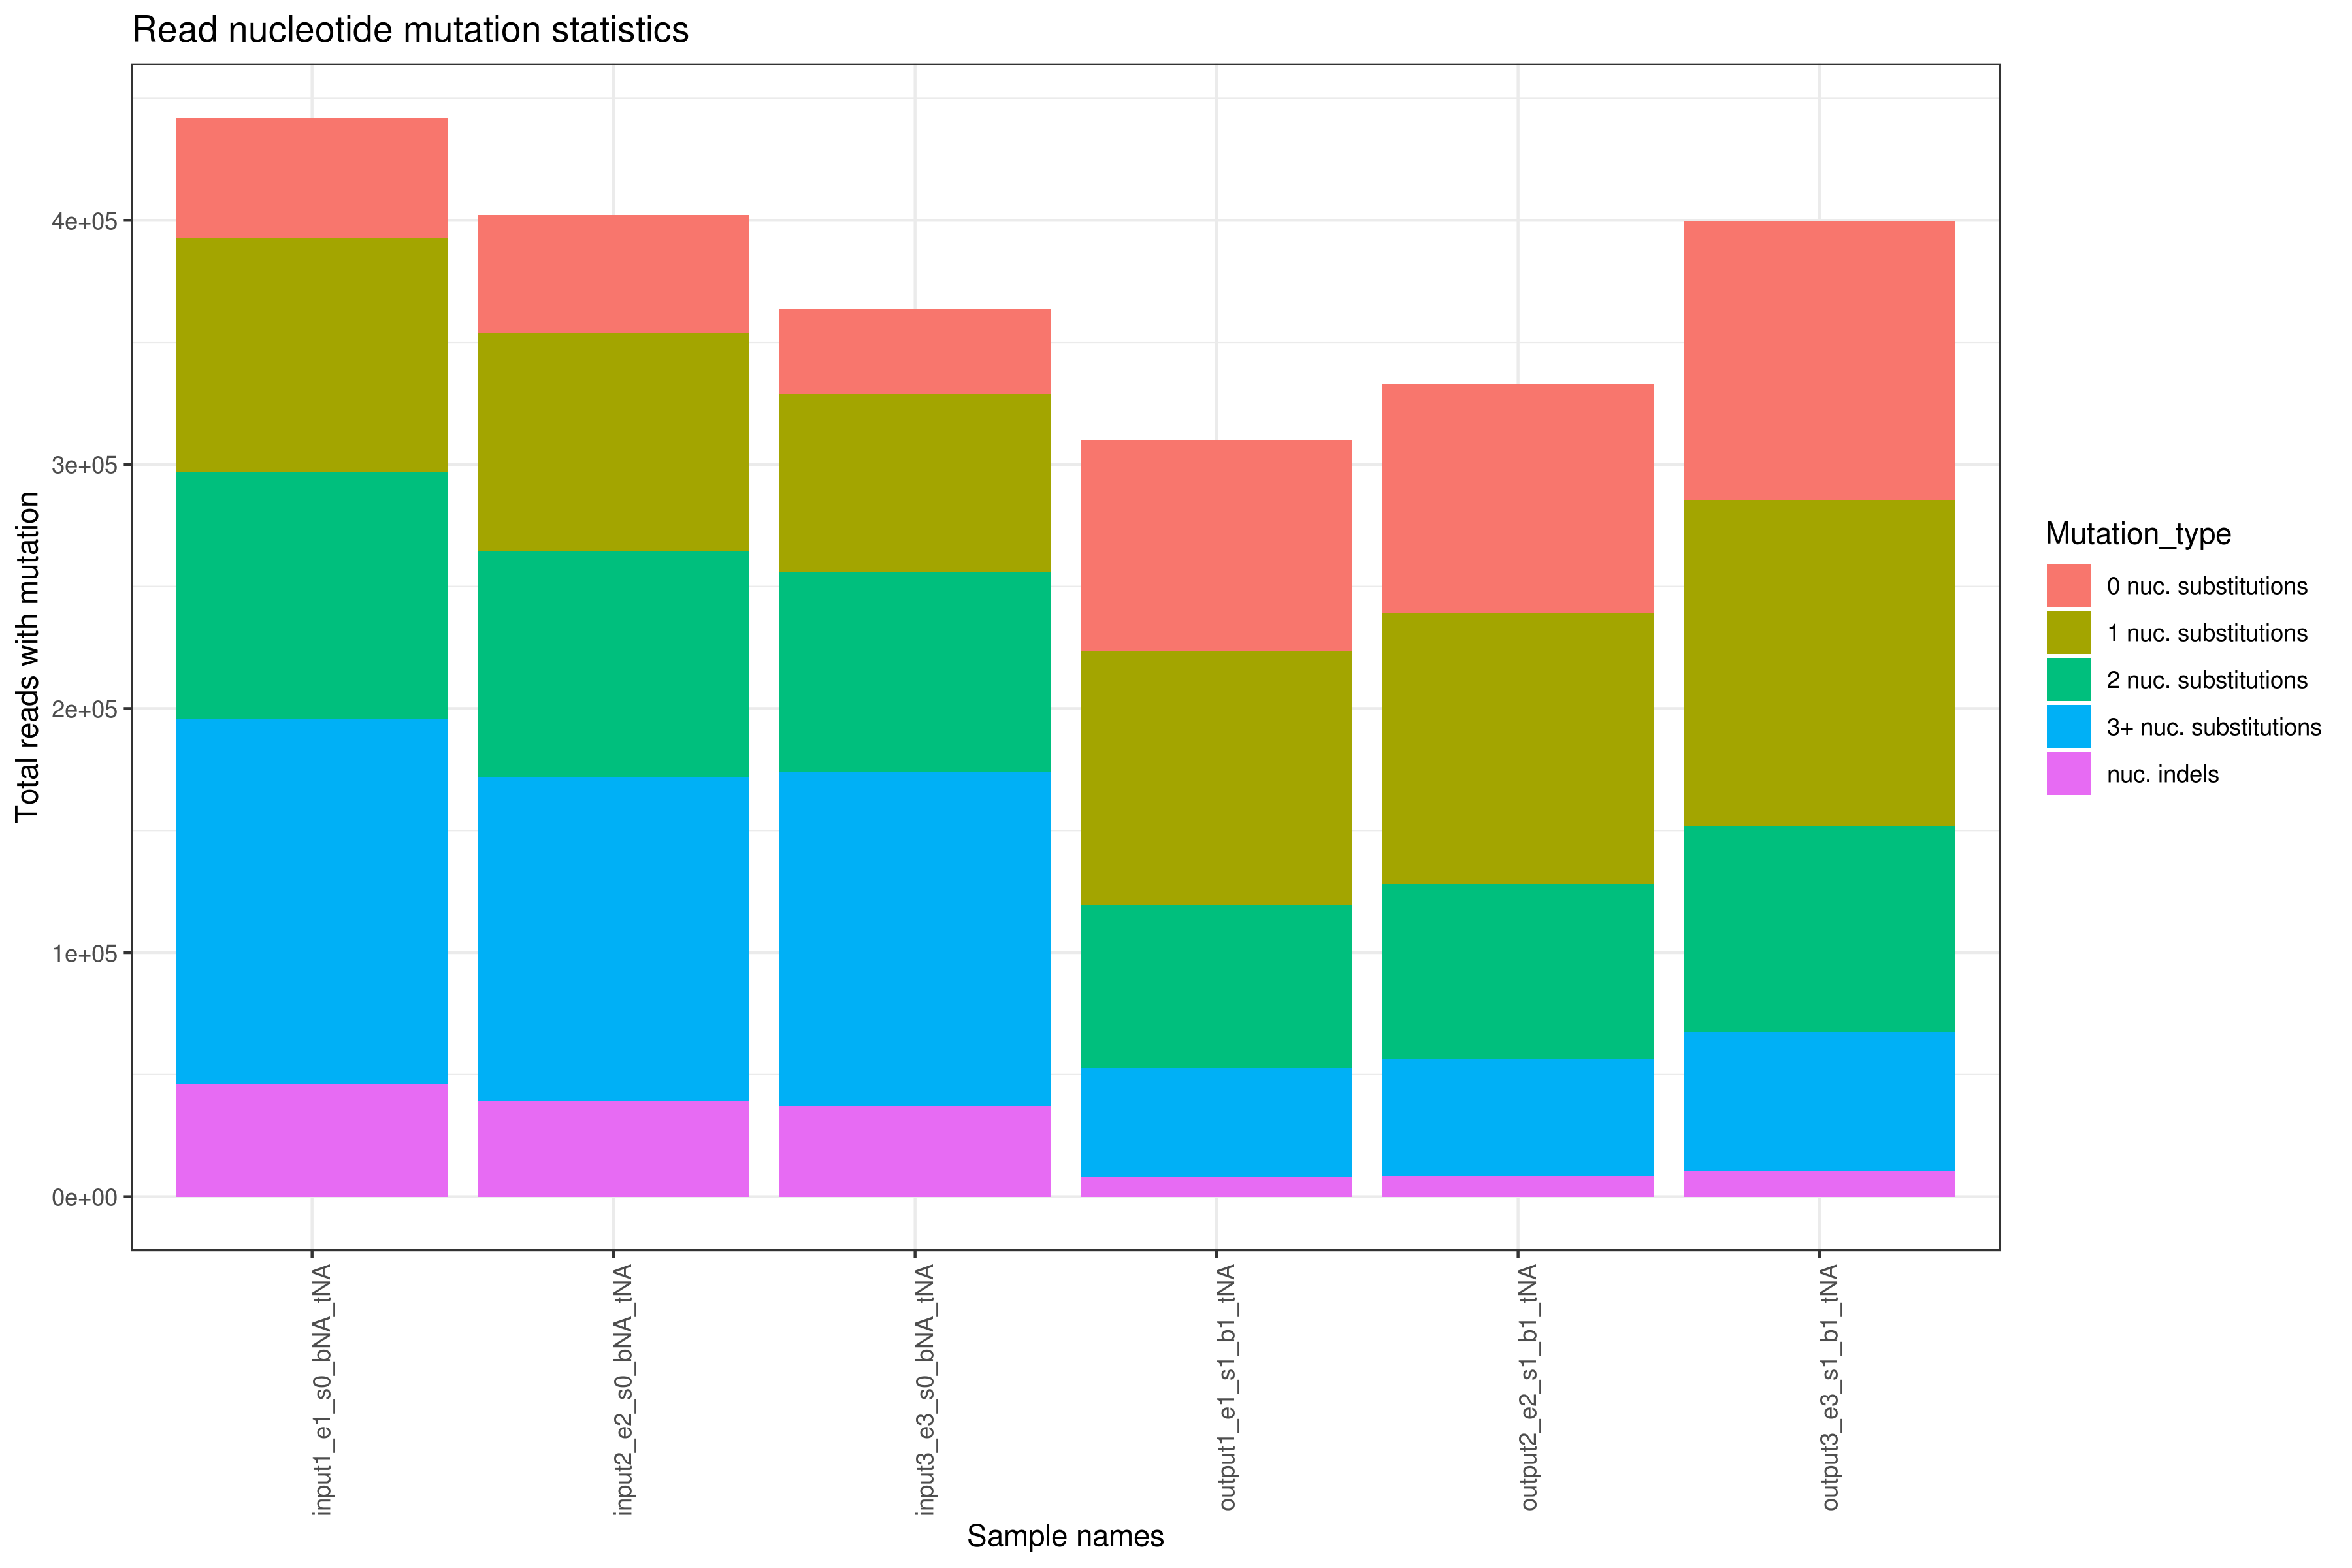 Read nucleotide mutation statistics
Total reads with mutation
4e+05
3e+05
2e+05
1e+05
0e+00
input1_e1_s0_bNA_tNA
input2_e2_s0_bNA_tNA
input3_e3_s0_bNA_tNA
output1_e1_s1_b1_tNA
output2_e2_s1_b1_tNA
output3_e3_s1_b1_tNA
Sample names
Mutation_type
0 nuc. substitutions
1 nuc. substitutions
2 nuc. substitutions
3+ nuc. substitutions
nuc. indels